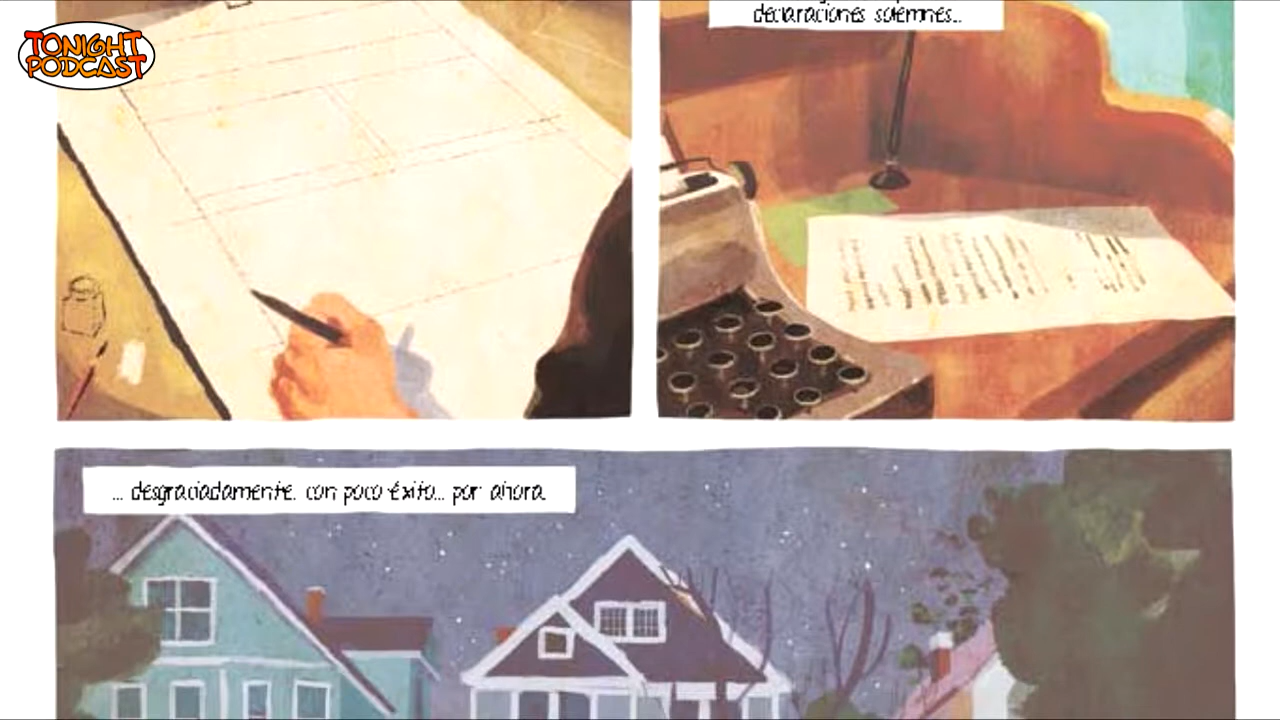 TONIGHT
PODCAST
declaraciones solemnes...
... desgraciadamente, con poco éxito... por ahora.